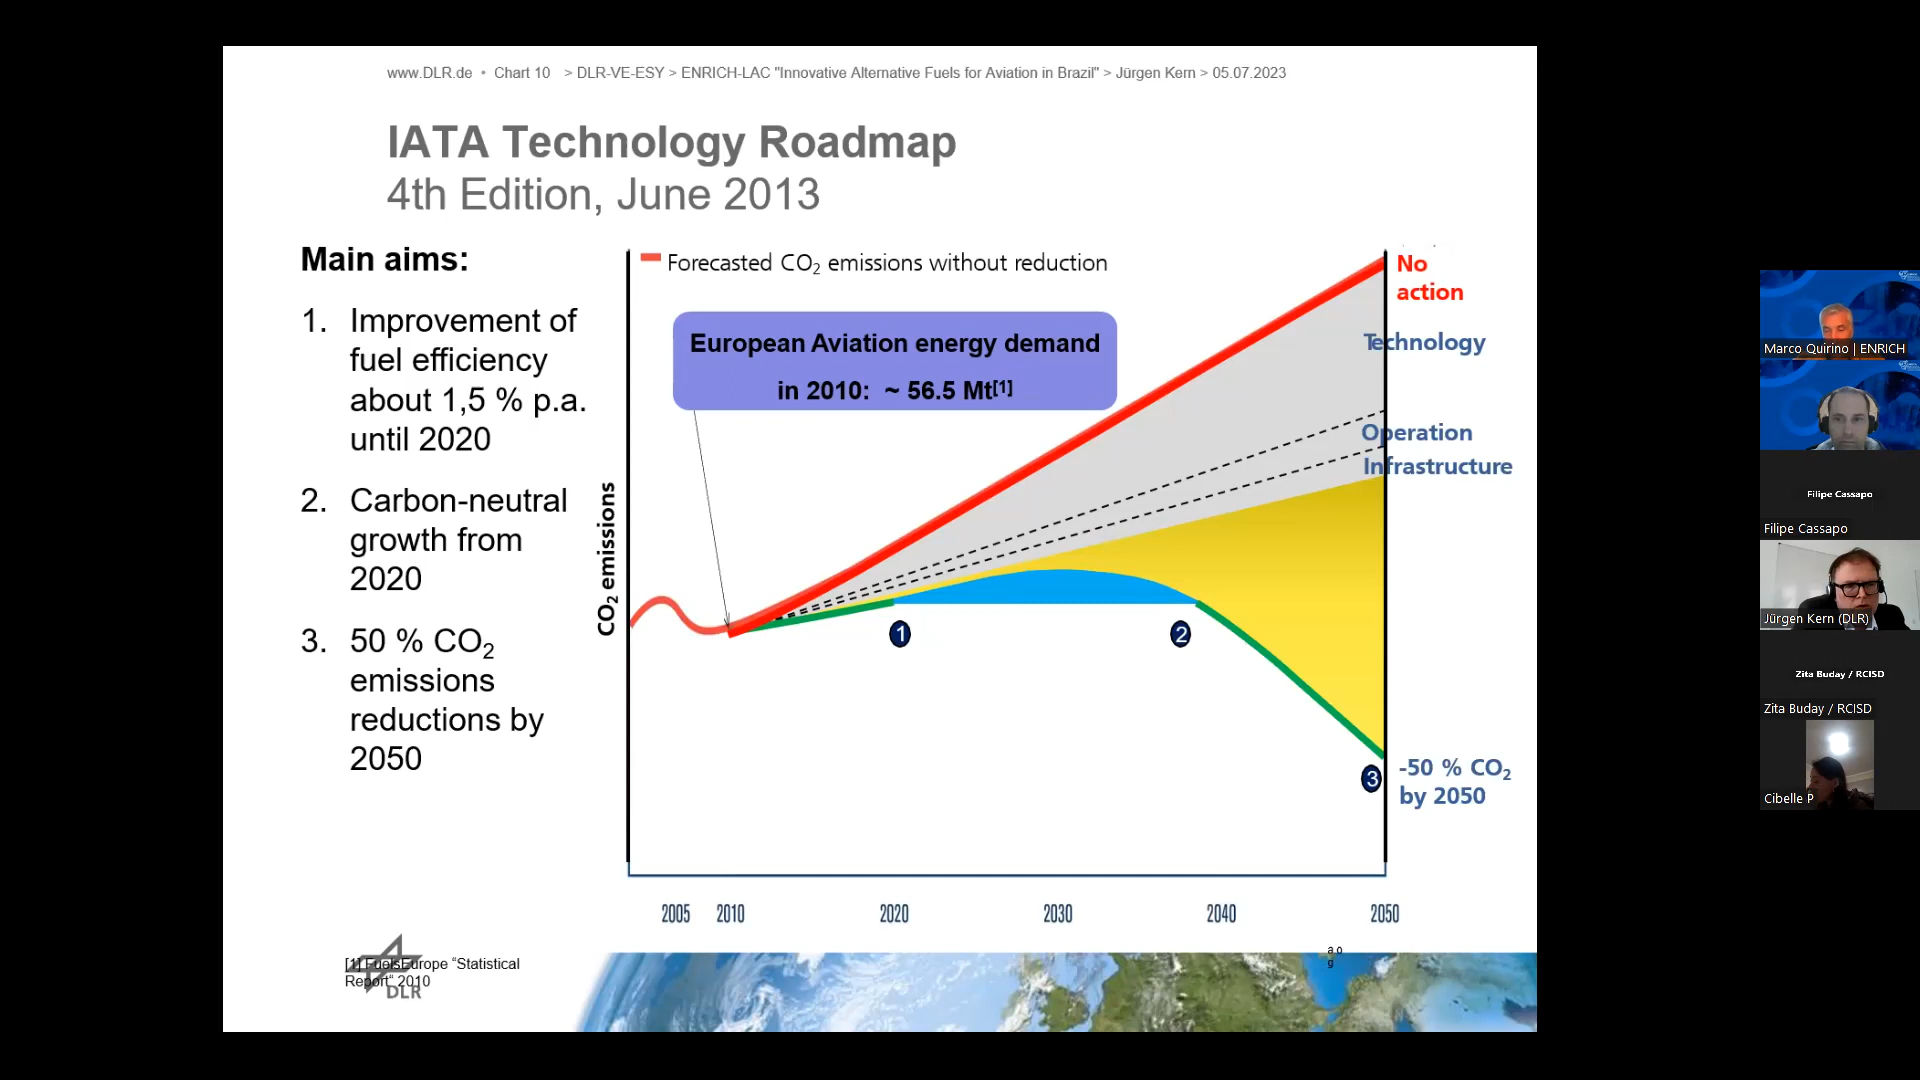 www.DLR.de • Chart 10 > DLR-VE-ESY > ENRICH-LAC "Innovative Alternative Fuels for Aviation in Brazil" > Jürgen Kern > 05.07.2023
IATA Technology Roadmap
4th Edition, June 2013
Main aims:
1. Improvement of
fuel efficiency
about 1,5 % p.a.
until 2020
2. Carbon-neutral
growth from
2020
3. 50 % CO2
emissions
reductions by
2050
Forecasted CO2 emissions without reduction
European Aviation energy demand
in 2010: ~ 56.5 Mt[1]
CO2 emissions
No
action
Technology
Operation
Infrastructure
1
2
3
-50 % CO2
by 2050
2005 2010 2020 2030 2040 2050
[1] FuelsEurope “Statistical
Report“ 2010
DLR
a o
g
Marco Quirino | ENRICH
Filipe Cassapo
Filipe Cassapo
Jürgen Kern (DLR)
Zita Buday / RCISD
Zita Buday / RCISD
Cibelle P